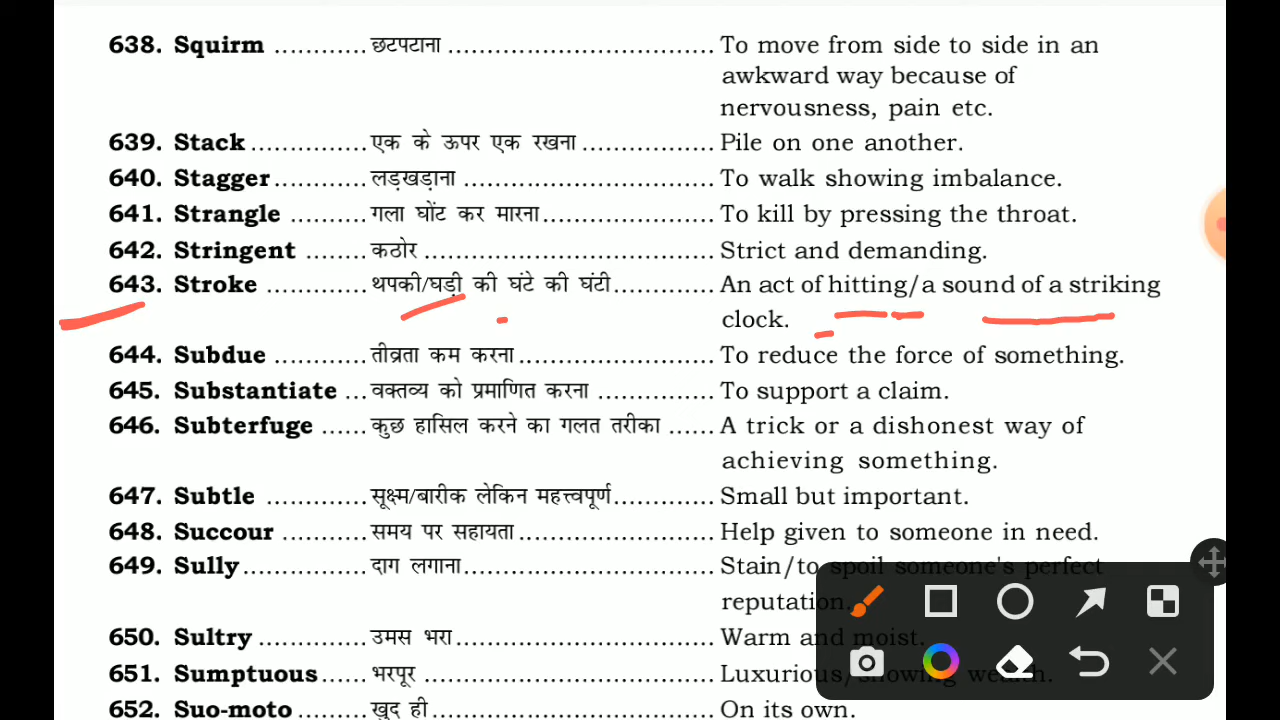 638. Squirm ............छटपटाना ................................... To move from side to side in an
awkward way because of
nervousness, pain etc.
639. Stack ..............एक के ऊपर एक रखना ................. Pile on one another.
640. Stagger............लड़खड़ाना ................................. To walk showing imbalance.
641. Strangle ..........गला घोंट कर मारना...................... To kill by pressing the throat.
642. Stringent ........कठोर ...................................... Strict and demanding.
643. Stroke .............थपकी/घड़ी की घंटे की घंटी............. An act of hitting/a sound of a striking
clock.
644. Subdue ............तीव्रता कम करना......................... To reduce the force of something.
645. Substantiate ...वक्तव्य को प्रमाणित करना ............... To support a claim.
646. Subterfuge ......कुछ हासिल करने का गलत तरीका ...... A trick or a dishonest way of
achieving something.
647. Subtle .............सूक्ष्म/बारीक लेकिन महत्त्वपूर्ण............. Small but important.
648. Succour ...........समय पर सहायता......................... Help given to someone in need.
649. Sully................दाग लगाना................................ Stain/to spoil someone's perfect
reputation.
650. Sultry ..............उमस भरा ................................. Warm and moist.
651. Sumptuous ......भरपूर ...................................... Luxurious/showing wealth.
652. Suo-moto .........खुद ही.................................... On its own.